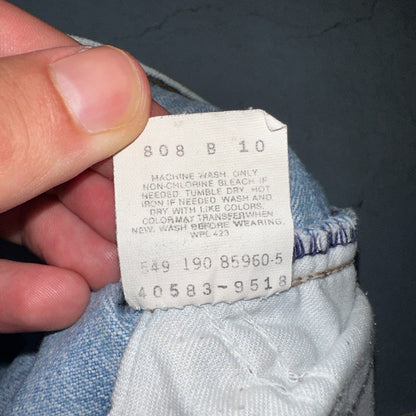 808 B 10
MACHINE WASH. ONLY
NON-CHLORINE BLEACH IF
NEEDED. TUMBLE DRY. HOT
IRON IF NEEDED WASH AND
DRY WITH LIKE COLORS.
COLOR MAY TRANSFER WHEN
NEW. WASH BEFORE WEARING.
WPL 423
549 190 85960-5
40583-9518